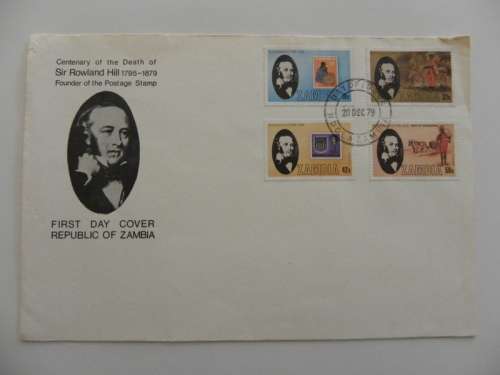 Centenary of the Death of
Sir Rowland Hill 1795-1879
Founder of the Postage Stamp
FIRST DAY COVER
REPUBLIC OF ZAMBIA
ZAMBIA
ZAMBIA
20 DEC 79
ZAMBIA
ZAMBIA